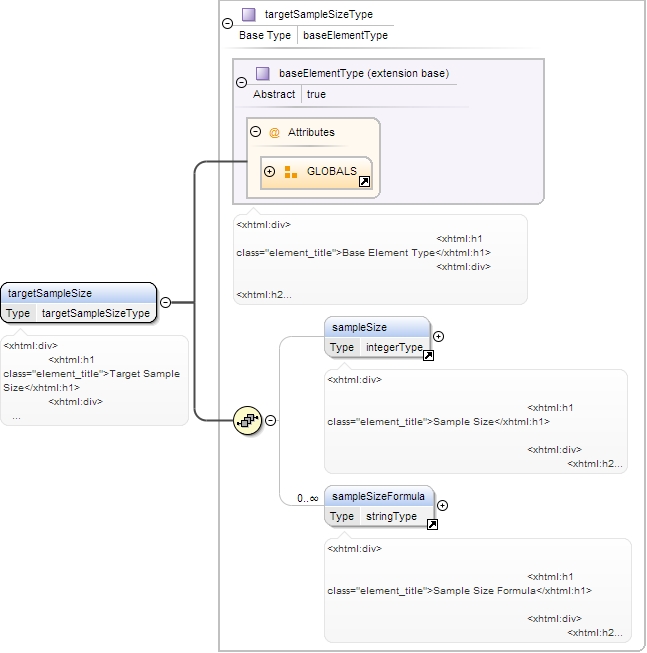 targetSampleSizeType
Base Type baseElementType
baseElementType (extension base)
Abstract true
@ Attributes
GLOBALS
<xhtml:div>
<xhtml:h1
class="element_title">Base Element Type</xhtml:h1>
<xhtml:div>
<xhtml:h2...
targetSampleSize
Type targetSampleSizeType
<xhtml:div>
<xhtml:h1
class="element_title">Target Sample
Size</xhtml:h1>
<xhtml:div>
...
sampleSize
Type integerType
<xhtml:div>
<xhtml:h1
class="element_title">Sample Size</xhtml:h1>
<xhtml:div>
<xhtml:h2...
0..∞
sampleSizeFormula
Type stringType
<xhtml:div>
<xhtml:h1
class="element_title">Sample Size Formula</xhtml:h1>
<xhtml:div>
<xhtml:h2...